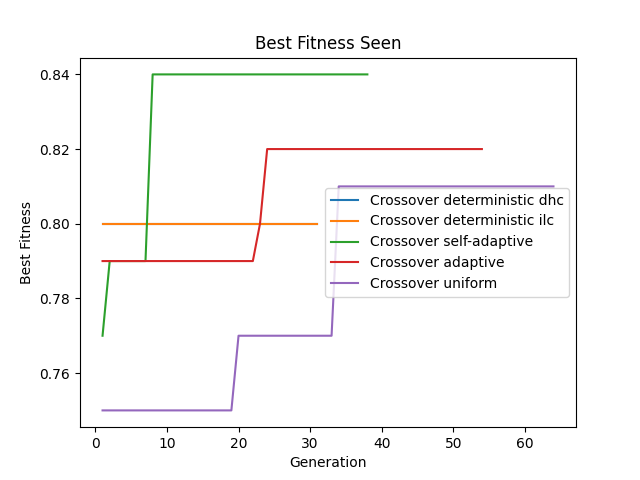 Best Fitness Seen
0.84
0.82
0.80
0.78
0.76
Best Fitness
Crossover deterministic dhc
Crossover deterministic ilc
Crossover self-adaptive
Crossover adaptive
Crossover uniform
0 10 20 30 40 50 60
Generation